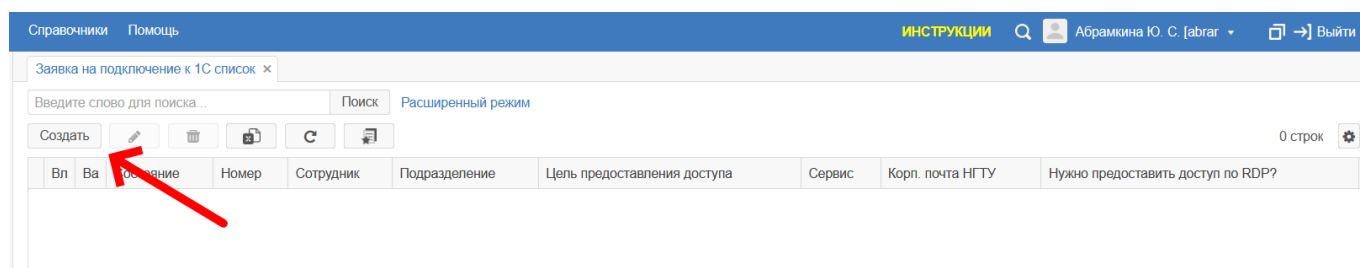 Справочники Помощь ИНСТРУКЦИИ Абрамкина Ю. С. [abrar Выйти
Заявка на подключение к 1С список ×
Введите слово для поиска... Поиск Расширенный режим
Создать 0 строк
Вл Ва Состояние Номер Сотрудник Подразделение Цель предоставления доступа Сервис Корп. почта НГТУ Нужно предоставить доступ по RDP?